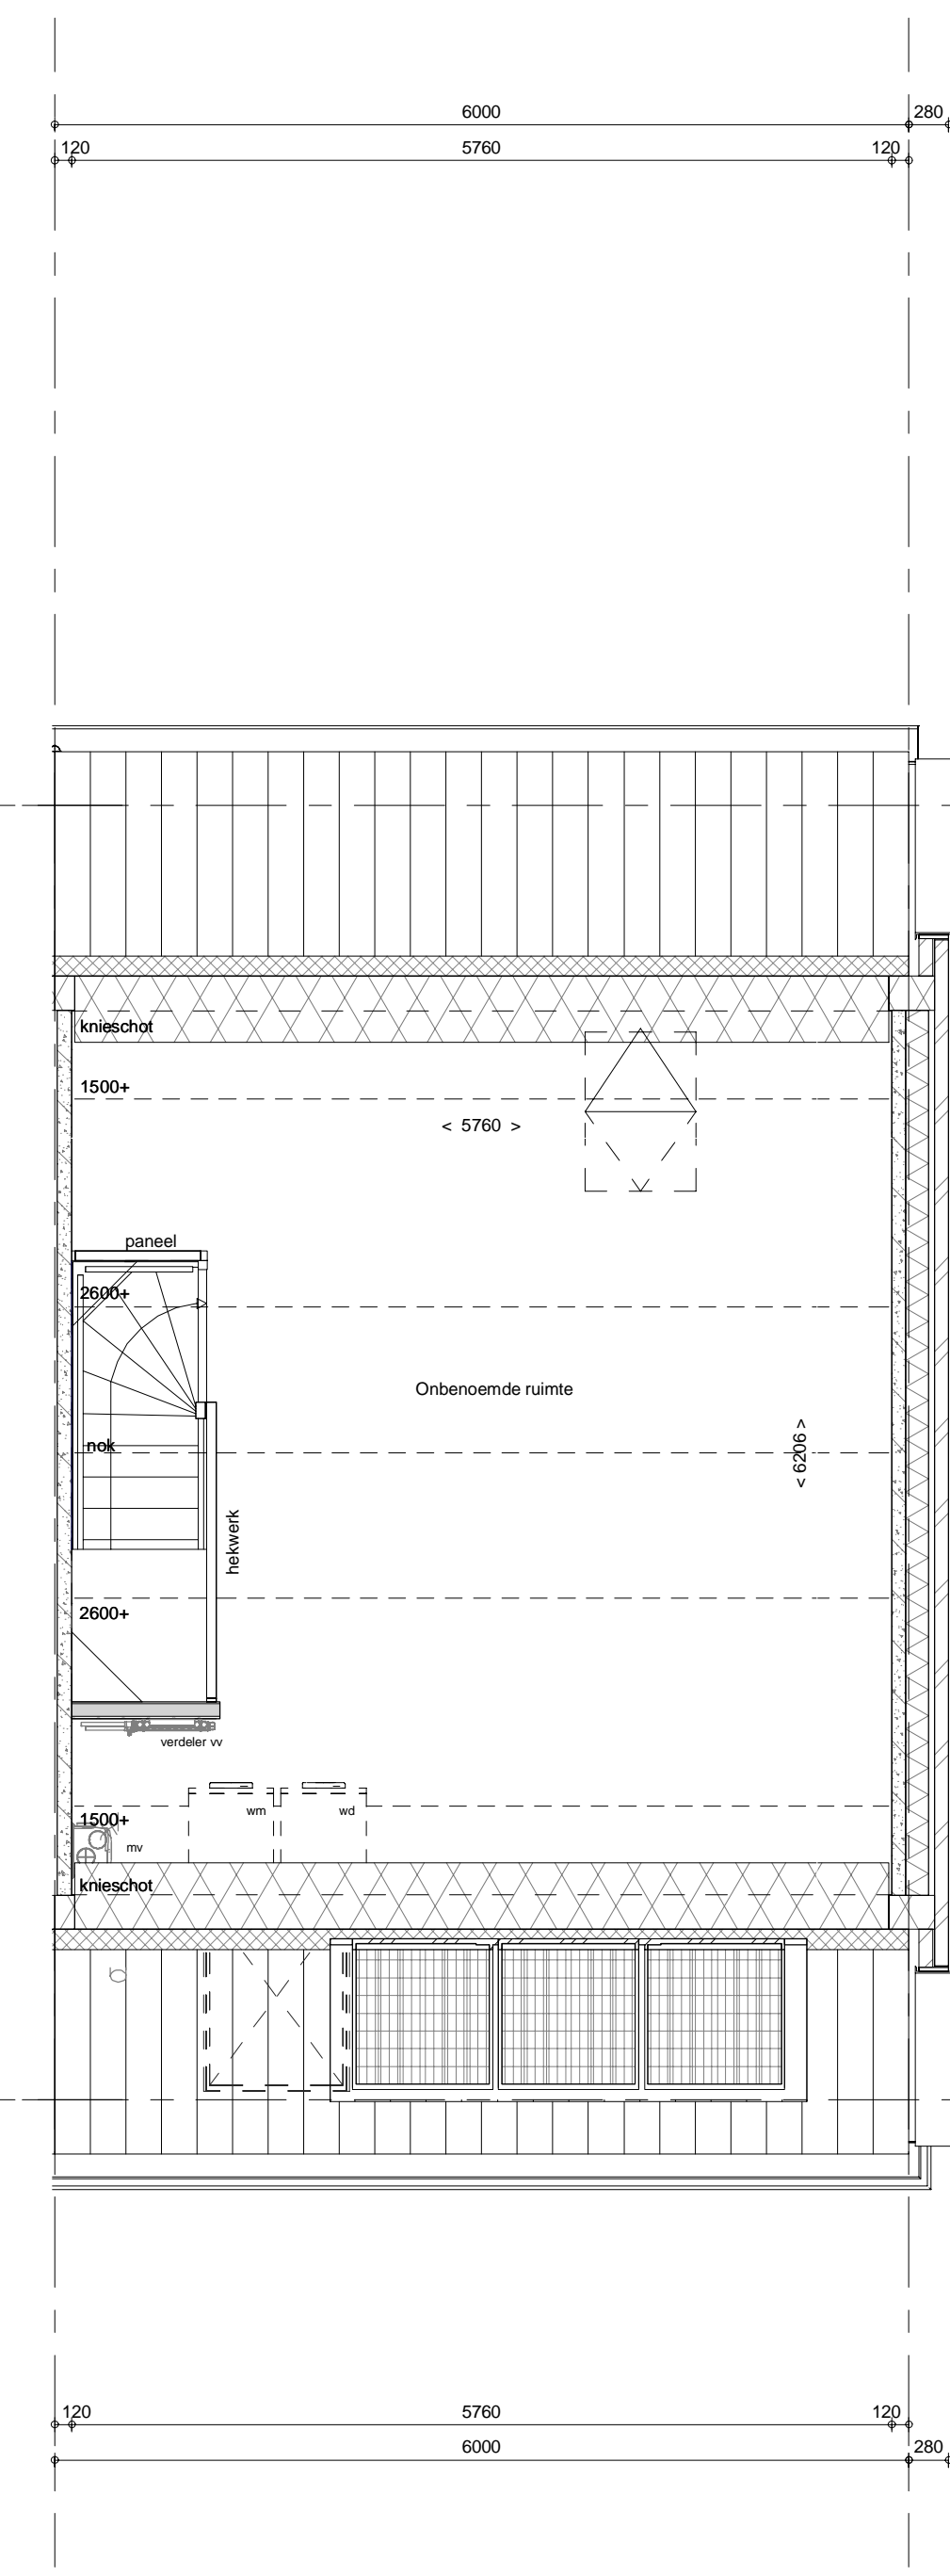 6000 280
120 5760 120
knieschot
1500+
< 5760 >
paneel
2600+
Onbenoemde ruimte
< 6206 >
nok
hekwerk
2600+
verdeler vv
wm wd
1500+
mv
knieschot
120 5760 120
6000 280